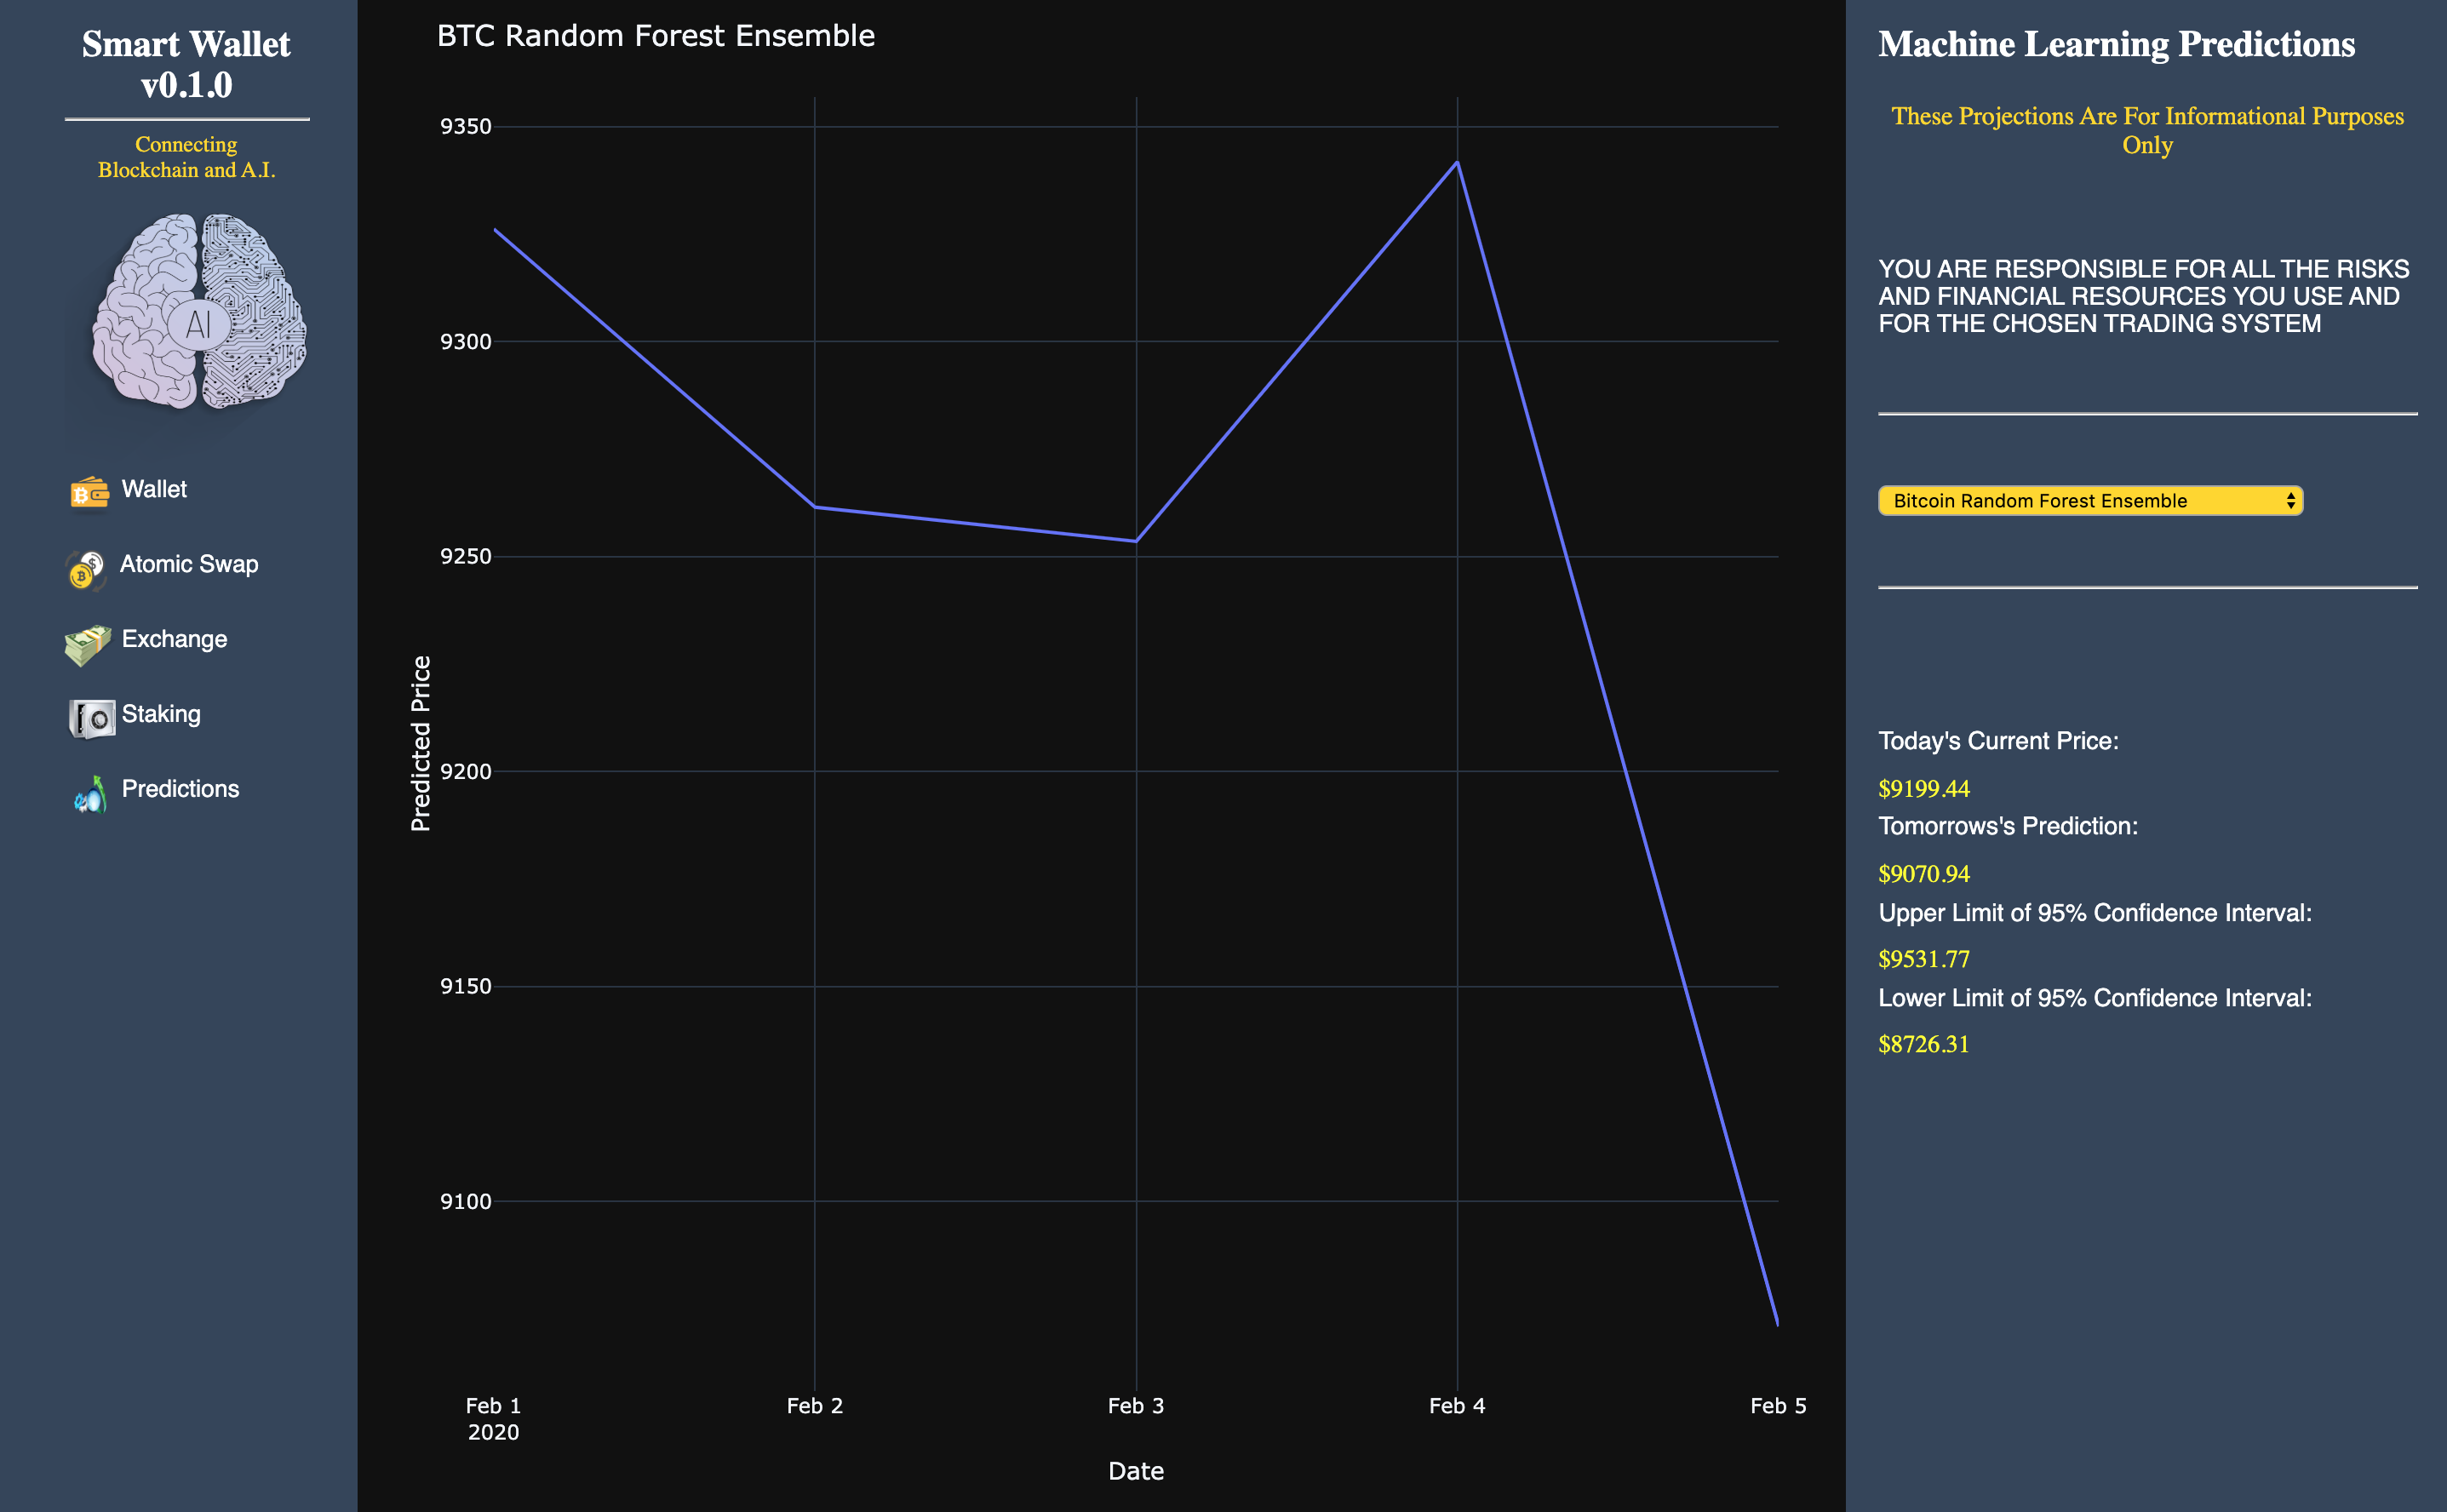 Smart Wallet
v0.1.0
Connecting
Blockchain and A.I.
AI
Wallet
Atomic Swap
Exchange
Staking
Predictions
BTC Random Forest Ensemble
Predicted Price
9350
9300
9250
9200
9150
9100
Feb 1
2020
Feb 2
Feb 3
Feb 4
Feb 5
Date
Machine Learning Predictions
These Projections Are For Informational Purposes
Only
YOU ARE RESPONSIBLE FOR ALL THE RISKS
AND FINANCIAL RESOURCES YOU USE AND
FOR THE CHOSEN TRADING SYSTEM
Bitcoin Random Forest Ensemble
Today's Current Price:
$9199.44
Tomorrows's Prediction:
$9070.94
Upper Limit of 95% Confidence Interval:
$9531.77
Lower Limit of 95% Confidence Interval:
$8726.31